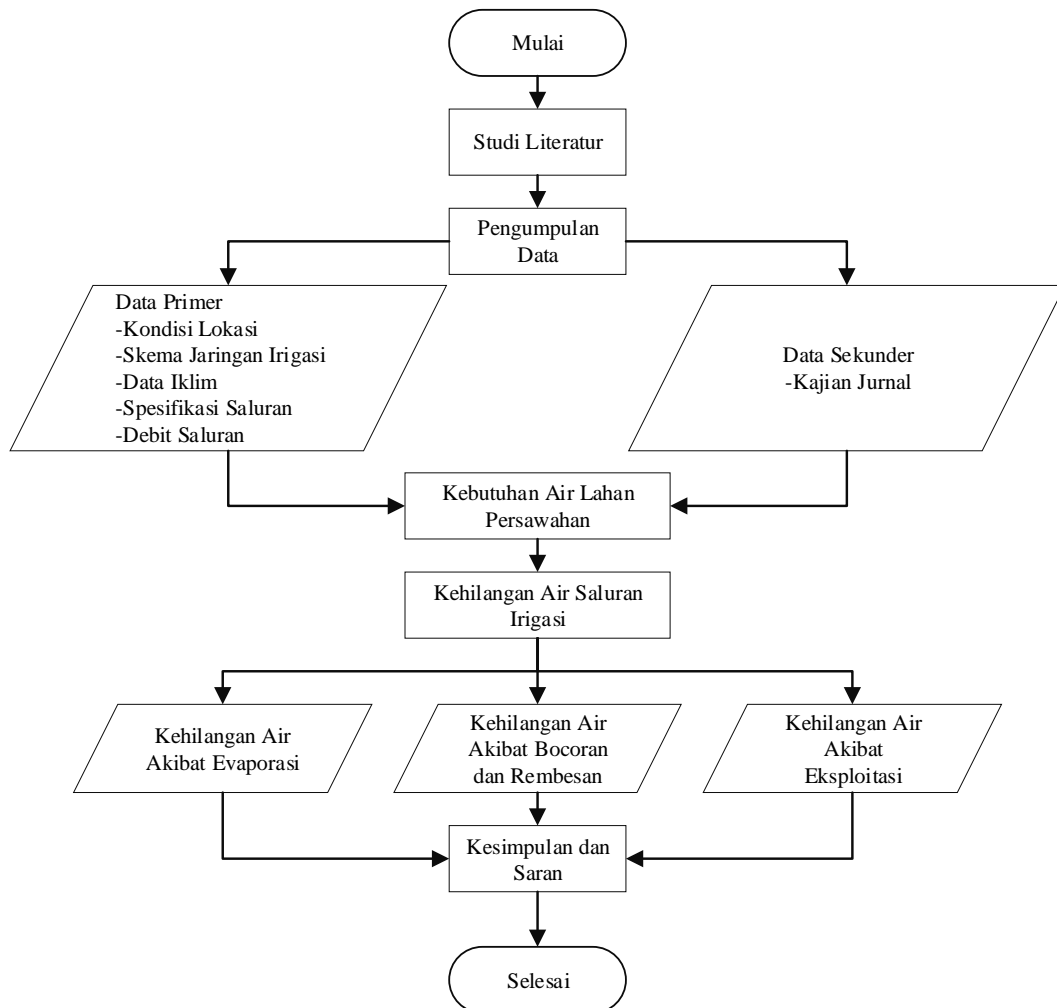 Mulai
Studi Literatur
Pengumpulan
Data
Data Primer
-Kondisi Lokasi
-Skema Jaringan Irigasi
-Data Iklim
-Spesifikasi Saluran
-Debit Saluran
Data Sekunder
-Kajian Jurnal
Kebutuhan Air Lahan
Persawahan
Kehilangan Air Saluran
Irigasi
Kehilangan Air
Akibat Evaporasi
Kehilangan Air
Akibat Bocoran
dan Rembesan
Kehilangan Air
Akibat
Eksploitasi
Kesimpulan dan
Saran
Selesai